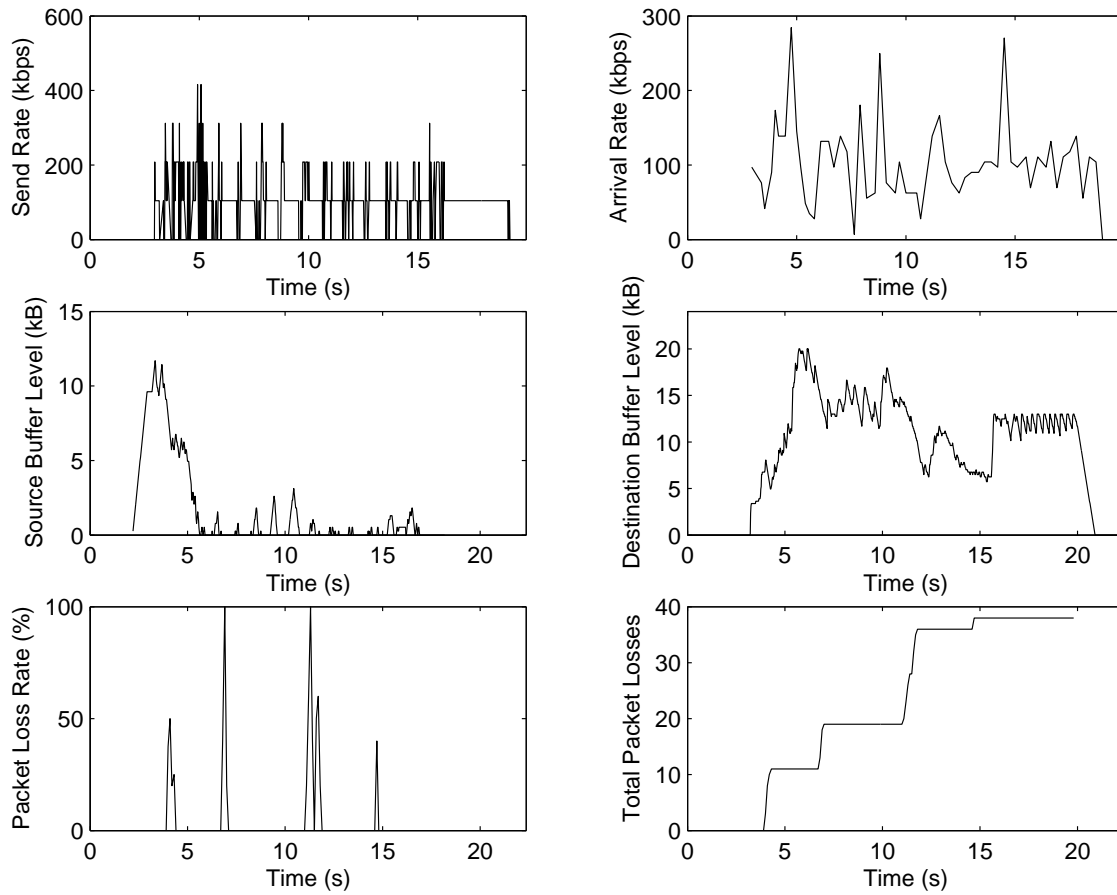 Send Rate (kbps)
600
400
200
0
0 5 10 15
Time (s)
Arrival Rate (kbps)
300
200
100
0
5 10 15
Time (s)
Source Buffer Level (kB)
15
10
5
0
0 5 10 15 20
Time (s)
Destination Buffer Level (kB)
20
15
10
5
0
0 5 10 15 20
Time (s)
Packet Loss Rate (%)
100
50
0
0 5 10 15 20
Time (s)
Total Packet Losses
40
30
20
10
0
0 5 10 15 20
Time (s)